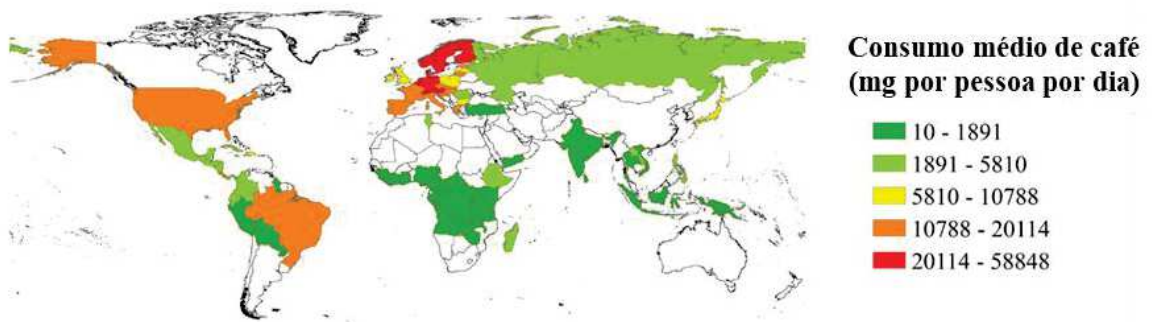 Consumo médio de café
(mg por pessoa por dia)
10 - 1891
1891 - 5810
5810 - 10788
10788 - 20114
20114 - 58848